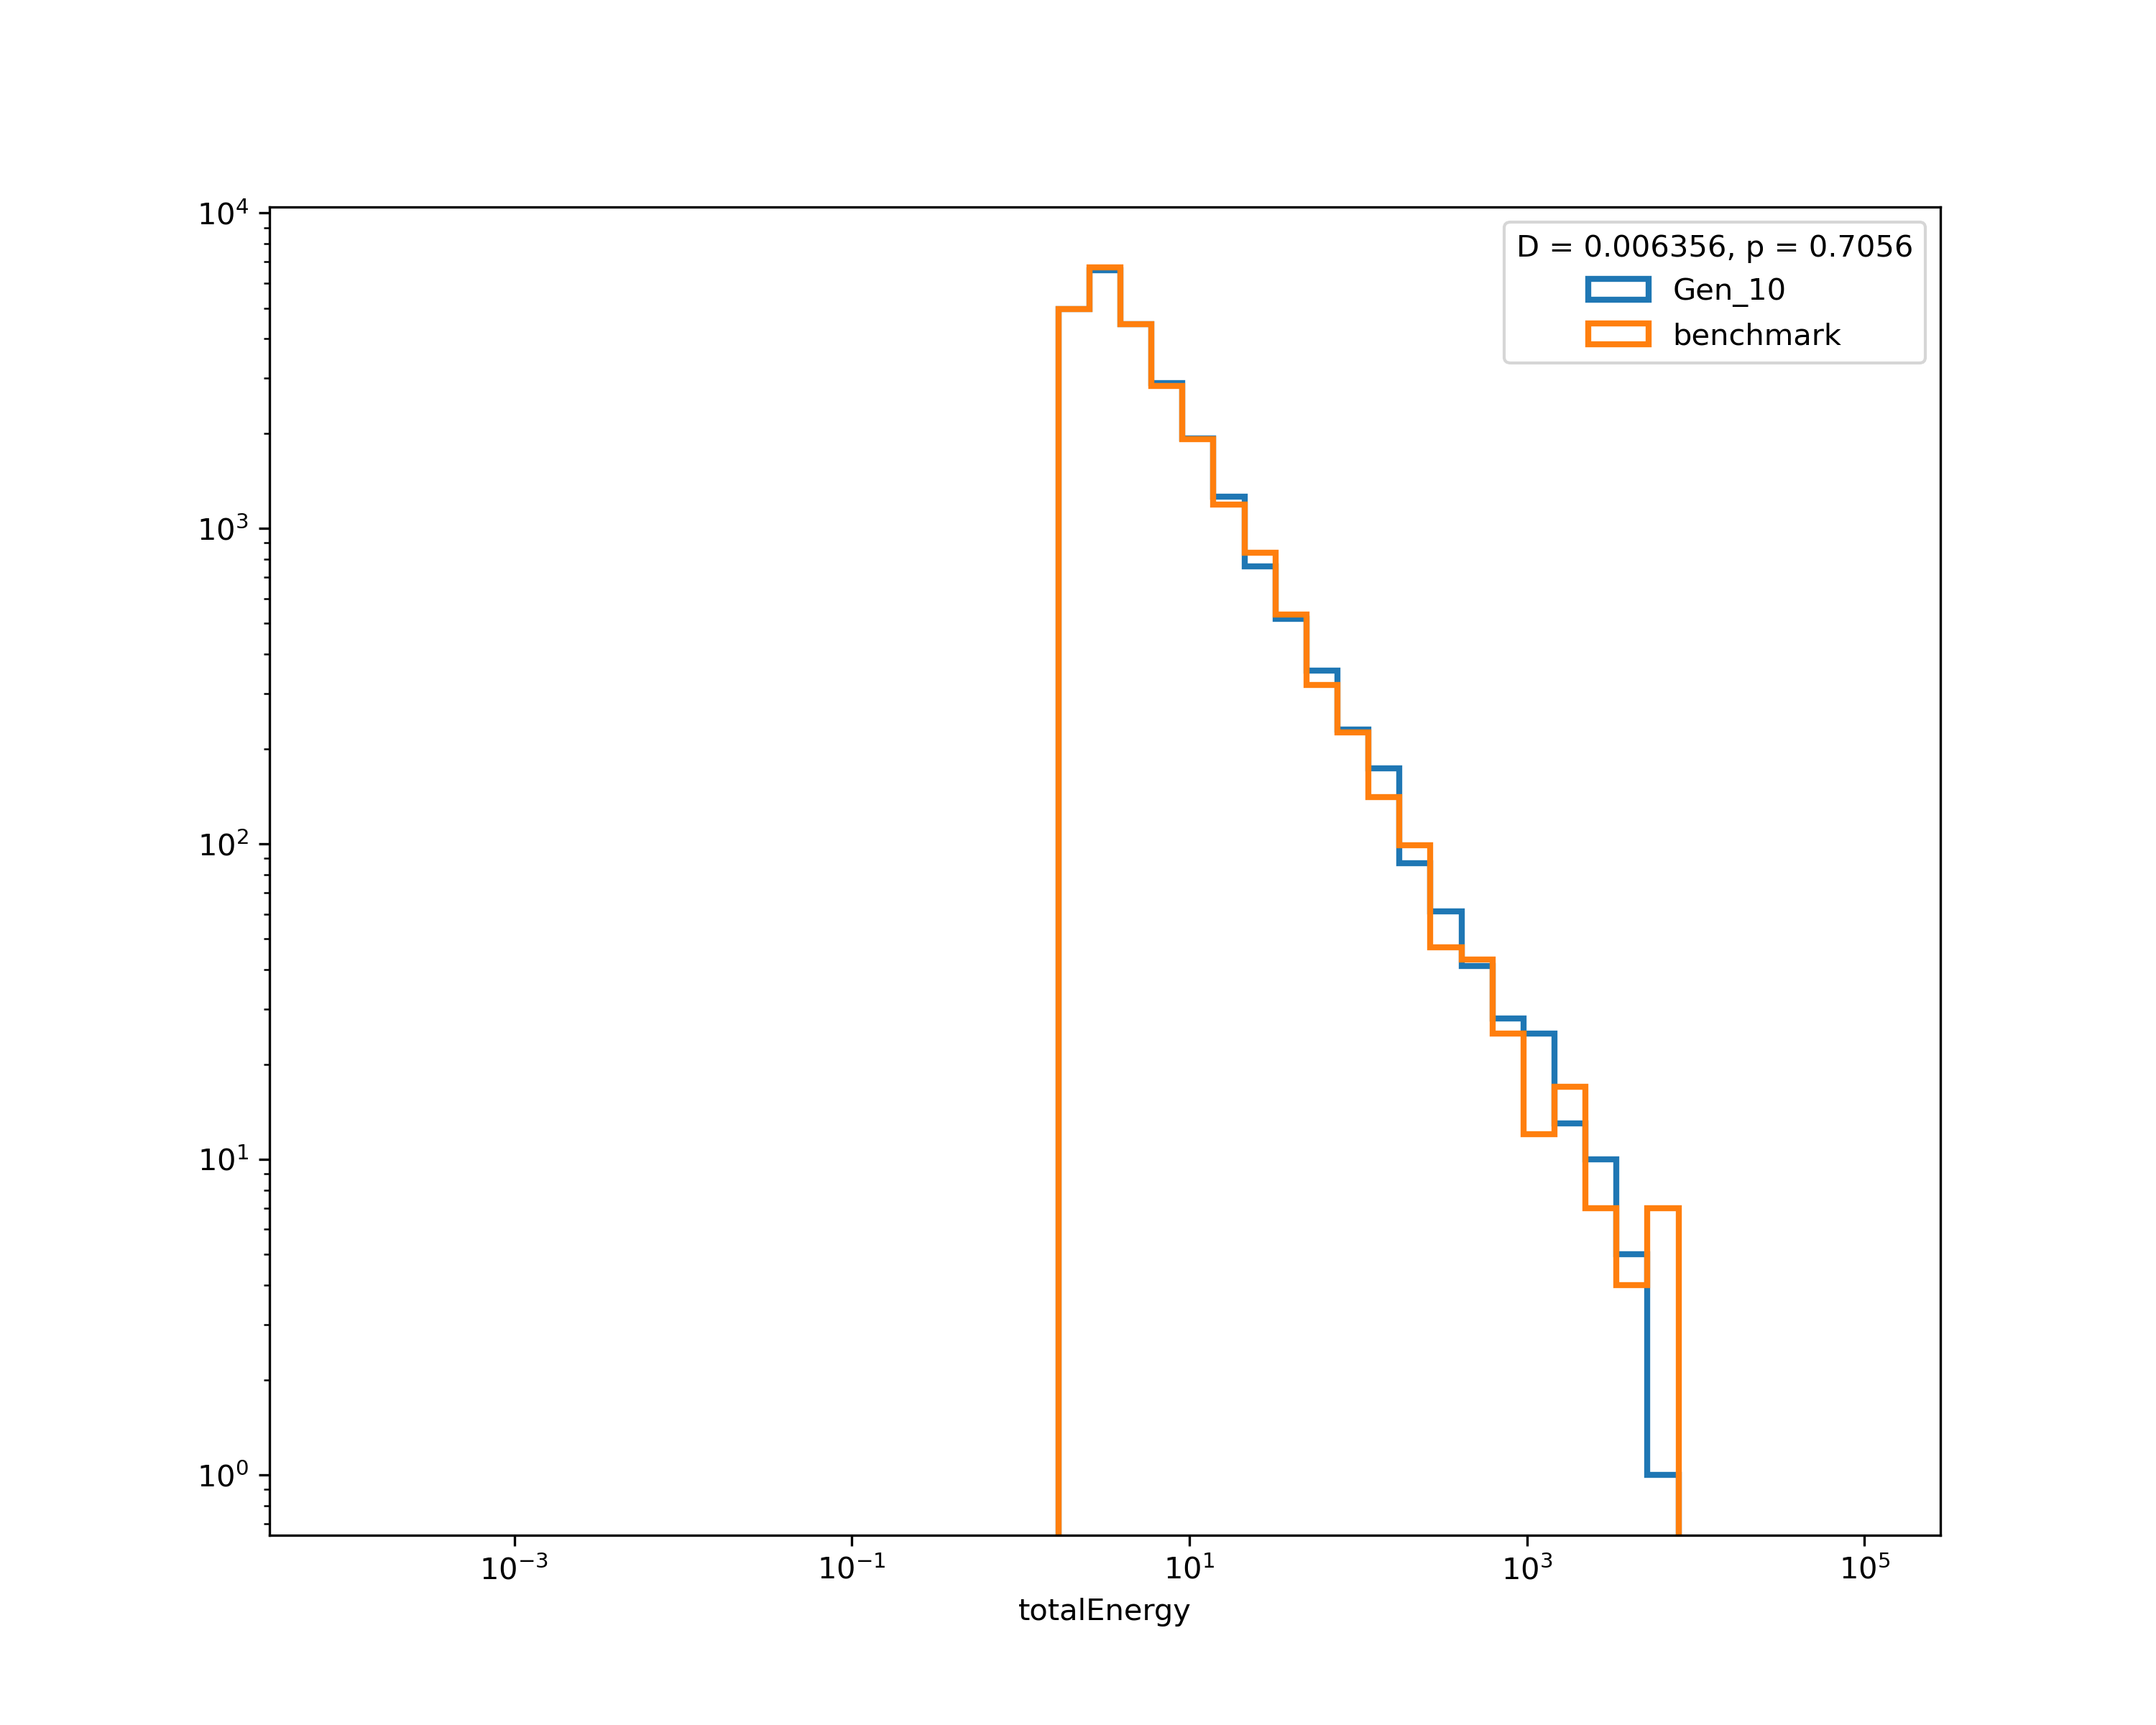 D = 0.006356, p = 0.7056
Gen_10
benchmark
10⁴
10³
10²
10¹
10⁰
10⁻³ 10⁻¹ 10¹ 10³ 10⁵
totalEnergy